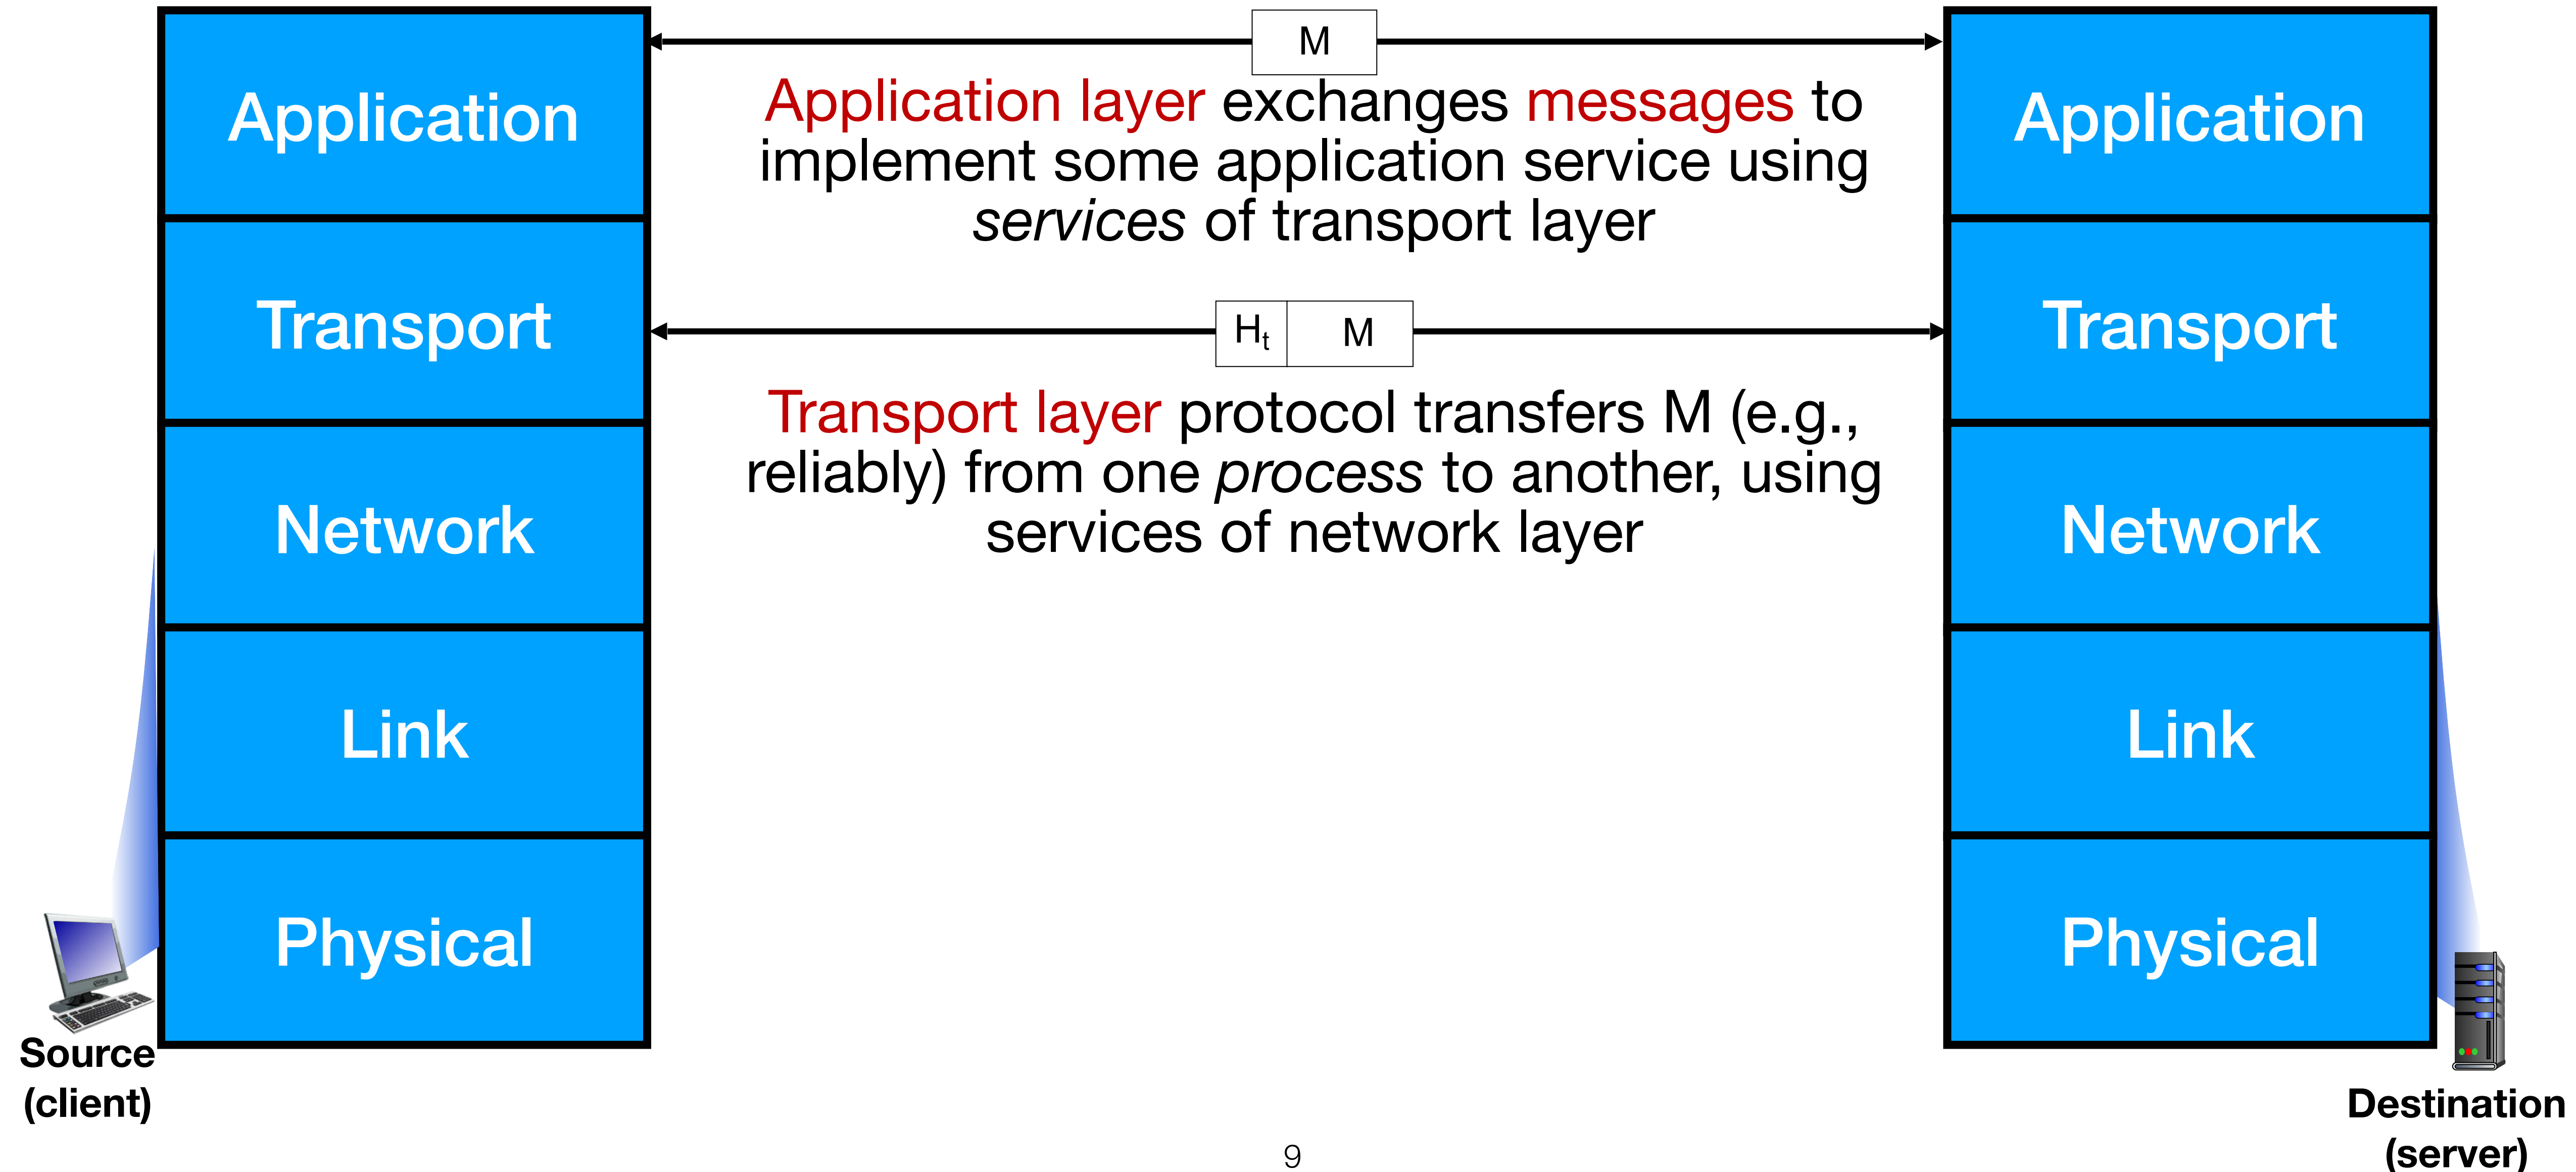 Application
Transport
Network
Link
Physical
Source
(client)
M
Application layer exchanges messages to
implement some application service using
services of transport layer
Ht M
Transport layer protocol transfers M (e.g.,
reliably) from one process to another, using
services of network layer
Application
Transport
Network
Link
Physical
Destination
(server)
9